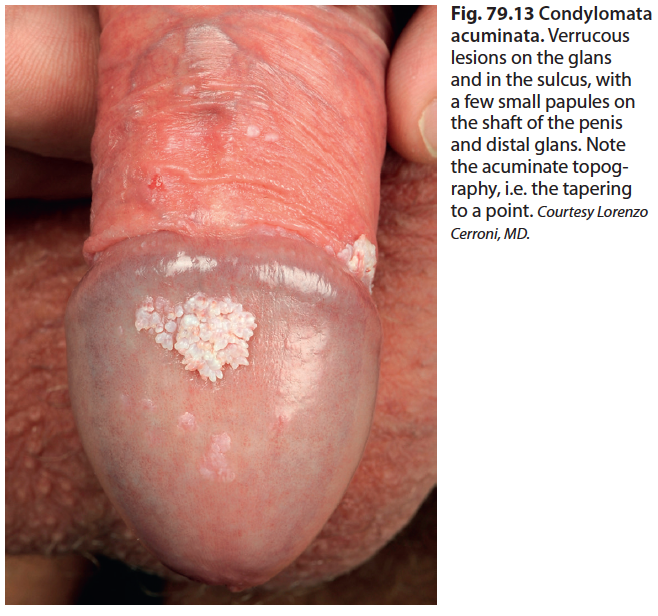 Fig. 79.13 Condylomata
acuminata. Verrucous
lesions on the glans
and in the sulcus, with
a few small papules on
the shaft of the penis
and distal glans. Note
the acuminate topog-
raphy, i.e. the tapering
to a point. Courtesy Lorenzo
Cerroni, MD.